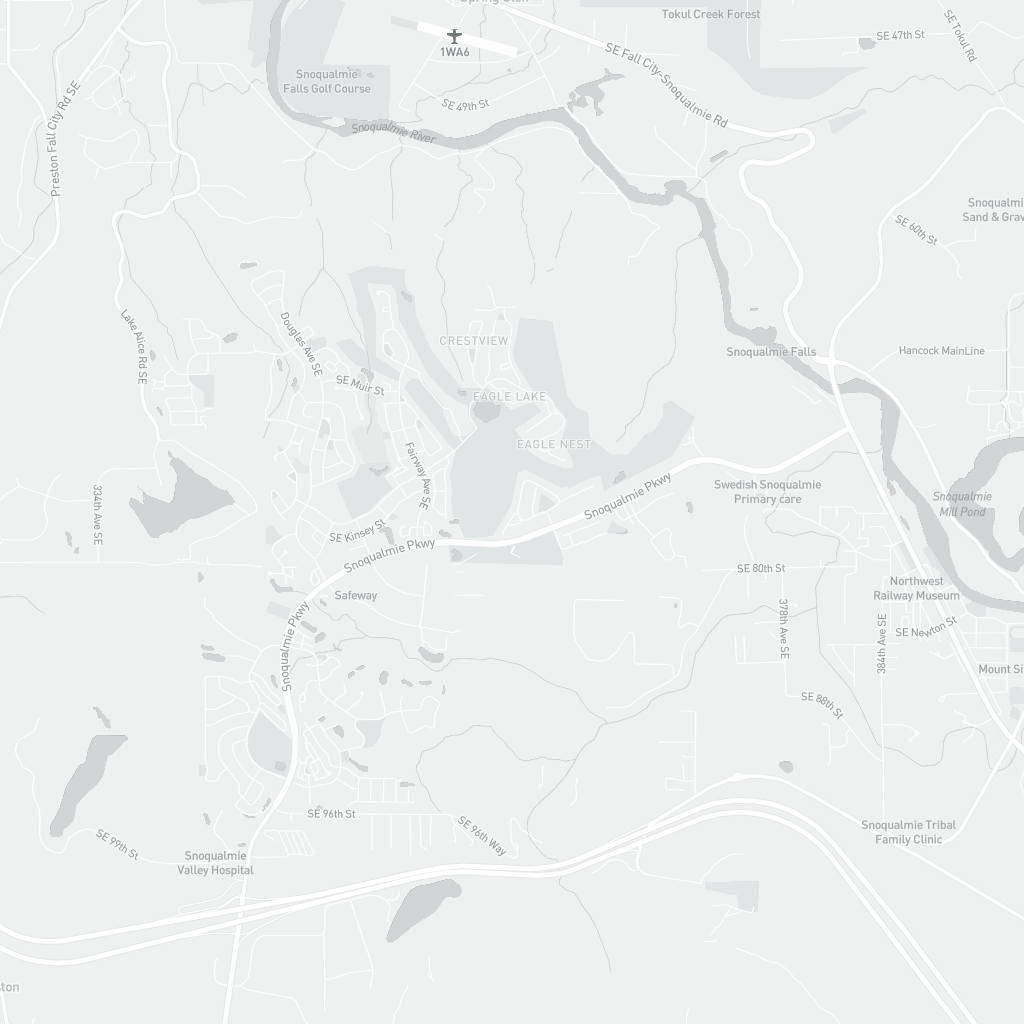 Tokul Creek Forest
SE 47th St
SE Tokul Rd
1WA6
SE Fall City-Snoqualmie Rd
Snoqualmie
Falls Golf Course
SE 49th St
Preston Fall City Rd SE
Snoqualmie River
SE 60th St
Lake Alice Rd SE
Douglas Ave SE
CRESTVIEW
Snoqualmie Falls
Hancock MainLine
SE Muir St
EAGLE LAKE
EAGLE NEST
Fairway Ave SE
334th Ave SE
Snoqualmie Pkwy
Swedish Snoqualmie
Primary care
Snoqualmie
Mill Pond
SE Kinsey St
Snoqualmie Pkwy
SE 80th St
Safeway
Northwest
Railway Museum
378th Ave SE
384th Ave SE
SE Newton St
Snoqualmie Pkwy
SE 88th St
SE 96th St
SE 96th Way
SE 99th St
Snoqualmie
Valley Hospital
Snoqualmie Tribal
Family Clinic